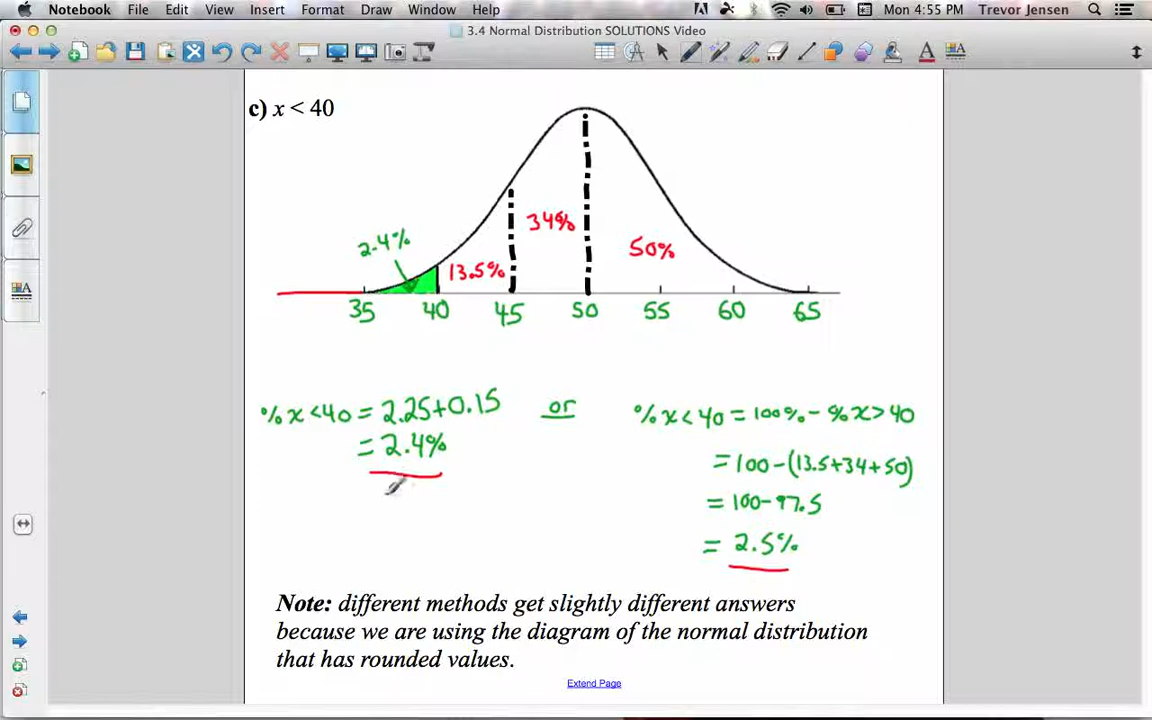 Notebook File Edit View Insert Format Draw Window Help Mon 4:55 PM Trevor Jensen
3.4 Normal Distribution SOLUTIONS Video
c) x < 40
2.4%
34%
50%
13.5%
35 40 45 50 55 60 65
% x < 40 = 2.25+0.15
= 2.4%
or
% x < 40 = 100% - % x > 40
= 100 - (13.5+34+50)
= 100 - 97.5
= 2.5%
Note: different methods get slightly different answers
because we are using the diagram of the normal distribution
that has rounded values.
Extend Page